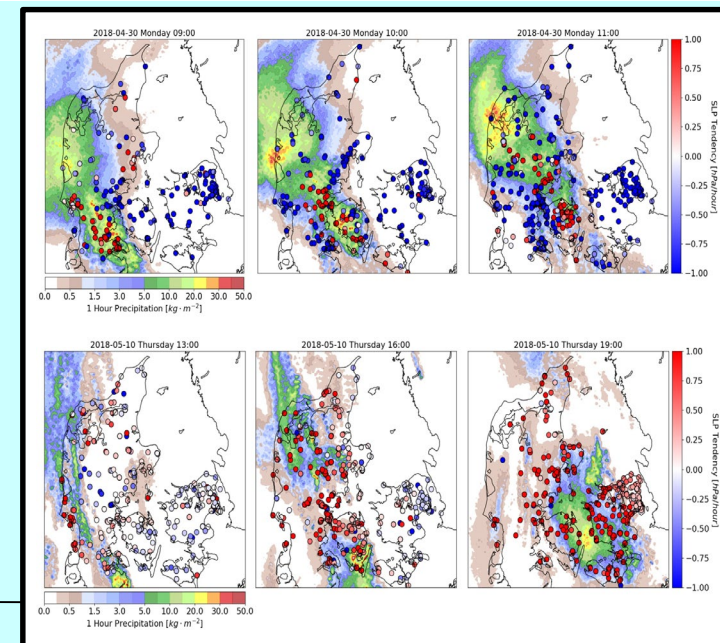 2018-04-30 Monday 09:00
2018-04-30 Monday 10:00
2018-04-30 Monday 11:00
1.00
0.75
0.50
0.25
0.00
−0.25
−0.50
−0.75
−1.00
SLP Tendency [hPa/hour]
0.0 0.5 1.5 3.0 5.0 10.0 20.0 30.0 50.0
1 Hour Precipitation [kg · m⁻²]
2018-05-10 Thursday 13:00
2018-05-10 Thursday 16:00
2018-05-10 Thursday 19:00
1.00
0.75
0.50
0.25
0.00
−0.25
−0.50
−0.75
−1.00
SLP Tendency [hPa/hour]
0.0 0.5 1.5 3.0 5.0 10.0 20.0 30.0 50.0
1 Hour Precipitation [kg · m⁻²]